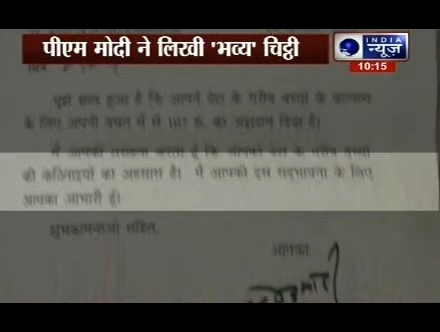 पीएम मोदी ने लिखी 'भव्य' चिट्ठी
INDIA
न्यूज़
10:15
मुझे ज्ञात हुआ है कि आपने देश के गरीब बच्चों के कल्याण
के लिए अपनी बचत में से 107 रु. का अंशदान दिया है।
मैं आपकी सराहना करता हूँ कि आपको देश के गरीब बच्चों
की कठिनाइयों का अहसास है। मैं आपकी इस सद्भावना के लिए
आपका आभारी हूँ।
शुभकामनाओं सहित,
आपका